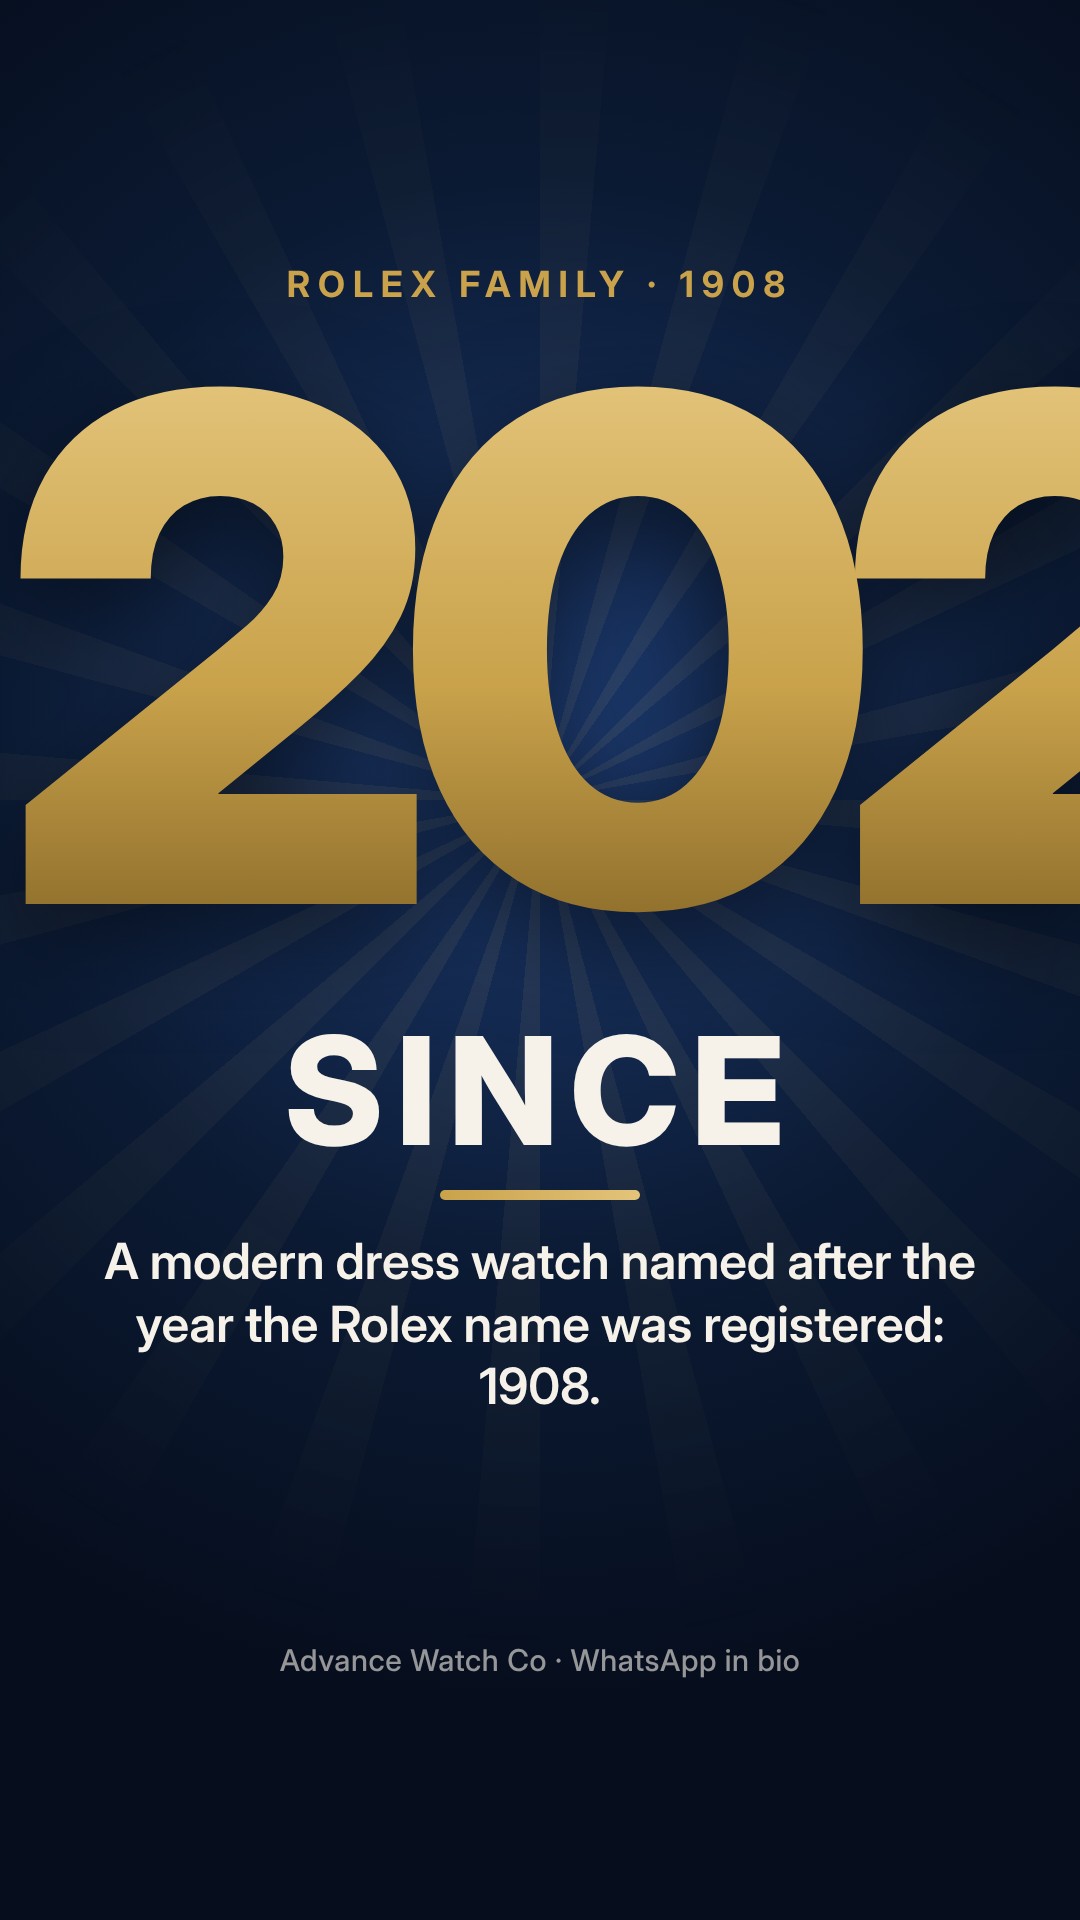 ROLEX FAMILY · 1908
202
SINCE
A modern dress watch named after the
year the Rolex name was registered:
1908.
Advance Watch Co · WhatsApp in bio